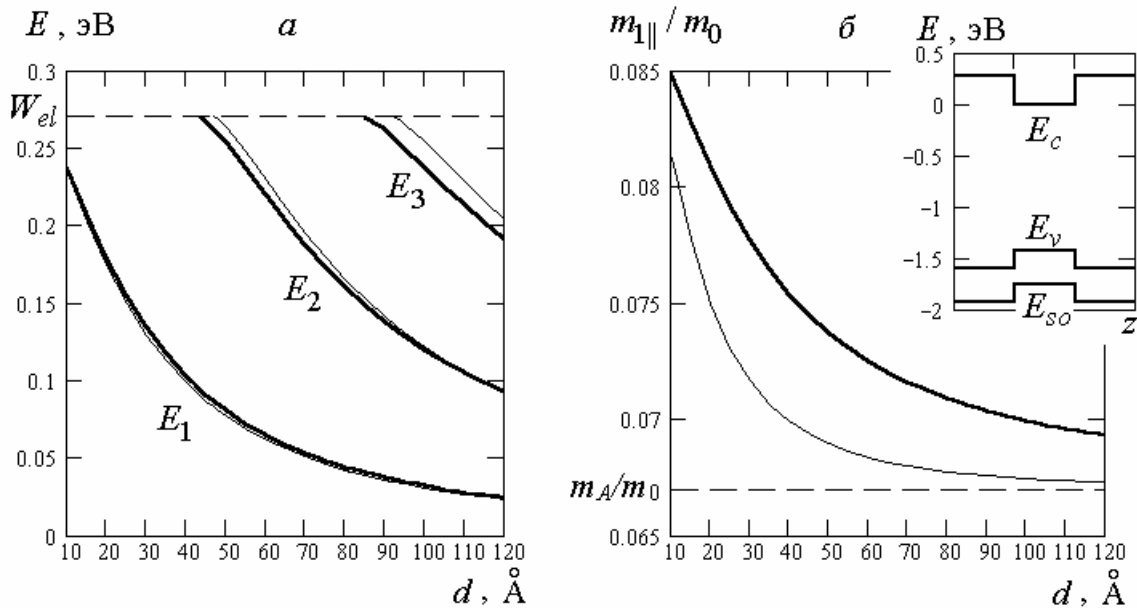 E , эВ
а
0.3
W_el
0.25
0.2
0.15
0.1
0.05
0
E_1
E_2
E_3
10 20 30 40 50 60 70 80 90 100 110 120
d , Å
m_1|| / m_0
б
0.085
0.08
0.075
0.07
m_A/m_0
0.065
10 20 30 40 50 60 70 80 90 100 110 120
d , Å
E , эВ
0.5
0
−0.5
−1
−1.5
−2
E_c
E_v
E_so
z